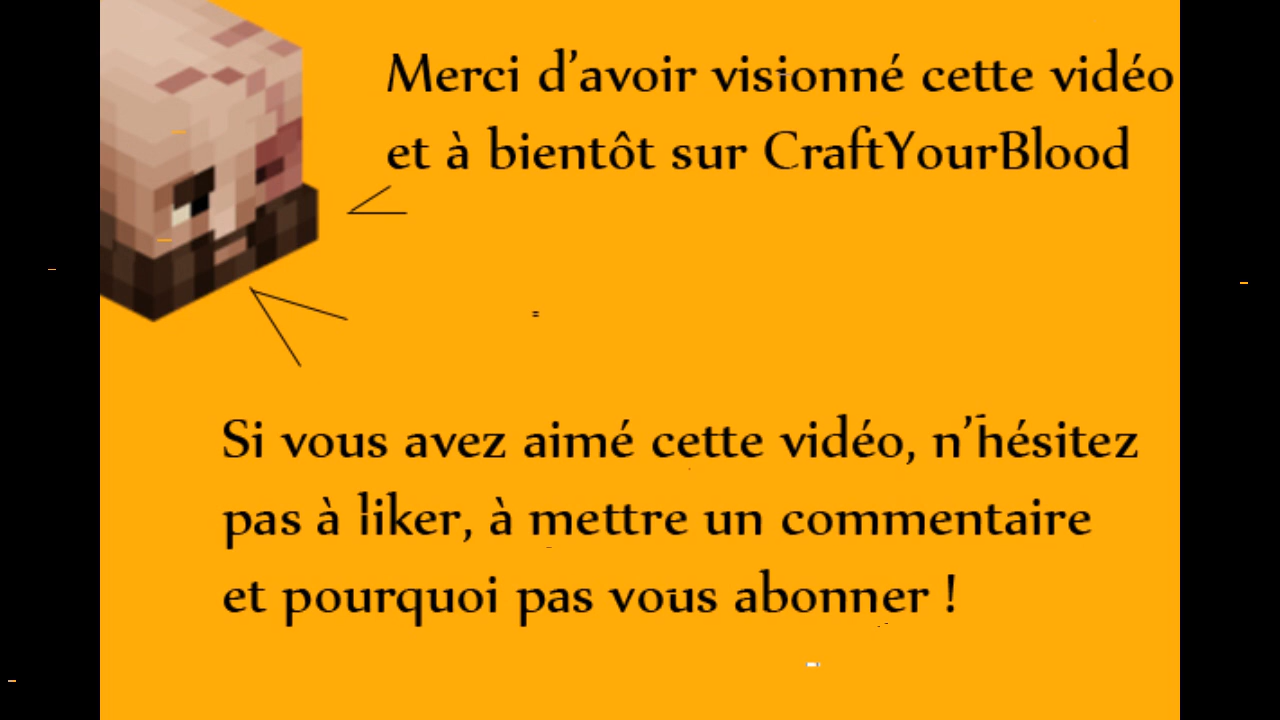 Merci d'avoir visionné cette vidéo
et à bientôt sur CraftYourBlood
Si vous avez aimé cette vidéo, n'hésitez
pas à liker, à mettre un commentaire
et pourquoi pas vous abonner !